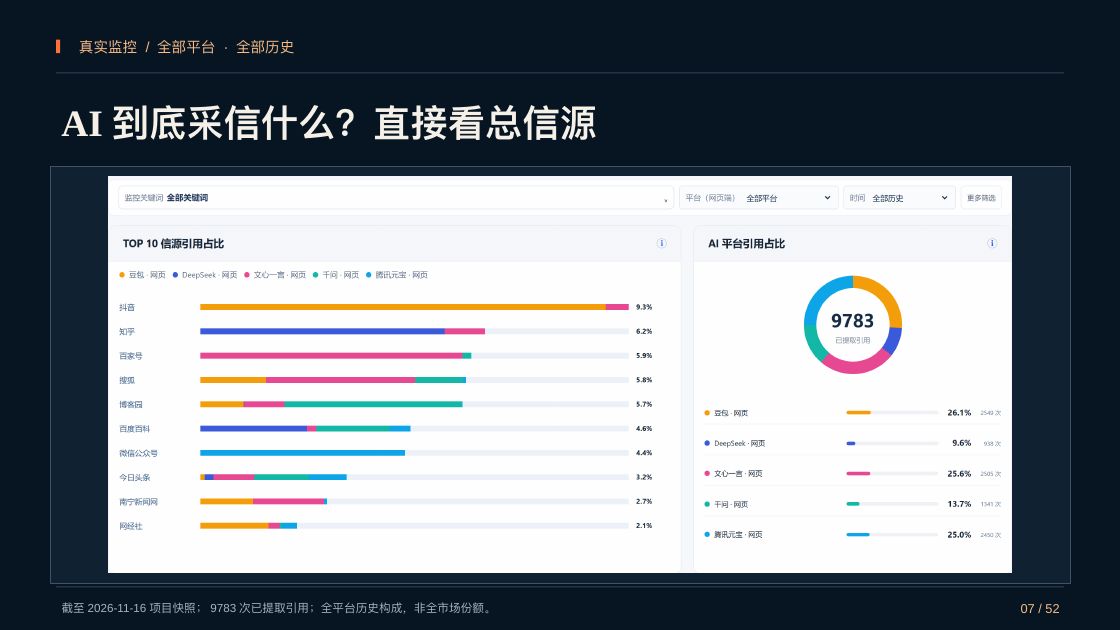 真实监控 / 全部平台 · 全部历史
AI 到底采信什么？直接看总信源
监控关键词 全部关键词
平台（网页端） 全部平台
时间 全部历史
更多筛选
TOP 10 信源引用占比
豆包 · 网页 DeepSeek · 网页 文心一言 · 网页 千问 · 网页 腾讯元宝 · 网页
抖音 9.3%
知乎 6.2%
百家号 5.9%
搜狐 5.8%
博客园 5.7%
百度百科 4.6%
微信公众号 4.4%
今日头条 3.2%
南宁新闻网 2.7%
网经社 2.1%
AI 平台引用占比
9783
已提取引用
豆包 · 网页 26.1% 2549 次
DeepSeek · 网页 9.6% 938 次
文心一言 · 网页 25.6% 2505 次
千问 · 网页 13.7% 1341 次
腾讯元宝 · 网页 25.0% 2450 次
截至 2026-11-16 项目快照； 9783 次已提取引用；全平台历史构成，非全市场份额。
07 / 52